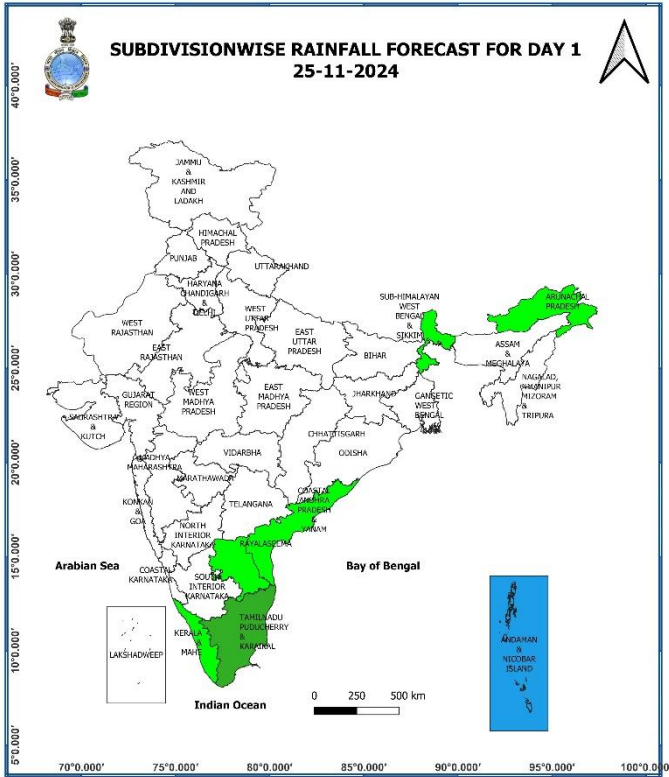 SUBDIVISIONWISE RAINFALL FORECAST FOR DAY 1
25-11-2024
JAMMU
&
KASHMIR
AND
LADAKH
HIMACHAL
PRADESH
PUNJAB
UTTARAKHAND
HARYANA
CHANDIGARH
&
DELHI
WEST
RAJASTHAN
EAST
RAJASTHAN
WEST
UTTAR
PRADESH
EAST
UTTAR
PRADESH
BIHAR
SUB-HIMALAYAN
WEST
BENGAL
&
SIKKIM
ARUNACHAL
PRADESH
ASSAM
&
MEGHALAYA
NAGALAD,
MANIPUR
MIZORAM
&
TRIPURA
SAURASHTRA
&
KUTCH
GUJARAT
REGION
WEST
MADHYA
PRADESH
EAST
MADHYA
PRADESH
JHARKHAND
GANGETIC
WEST
BENGAL
CHHATTISGARH
ODISHA
VIDARBHA
MADHYA
MAHARASHTRA
MARATHAWADA
KONKAN
&
GOA
TELANGANA
COASTAL
ANDHRA
PRADESH
&
YANAM
NORTH
INTERIOR
KARNATAKA
RAYALASEEMA
COASTAL
KARNATAKA
SOUTH
INTERIOR
KARNATAKA
Arabian Sea
Bay of Bengal
KERALA
&
MAHE
TAMILNADU
PUDUCHERRY
&
KARAIKAL
LAKSHADWEEP
ANDAMAN
&
NICOBAR
ISLAND
Indian Ocean
0 250 500 km
40°0.000'
35°0.000'
30°0.000'
25°0.000'
20°0.000'
15°0.000'
10°0.000'
5°0.000'
70°0.000' 75°0.000' 80°0.000' 85°0.000' 90°0.000' 95°0.000' 100°0.000'